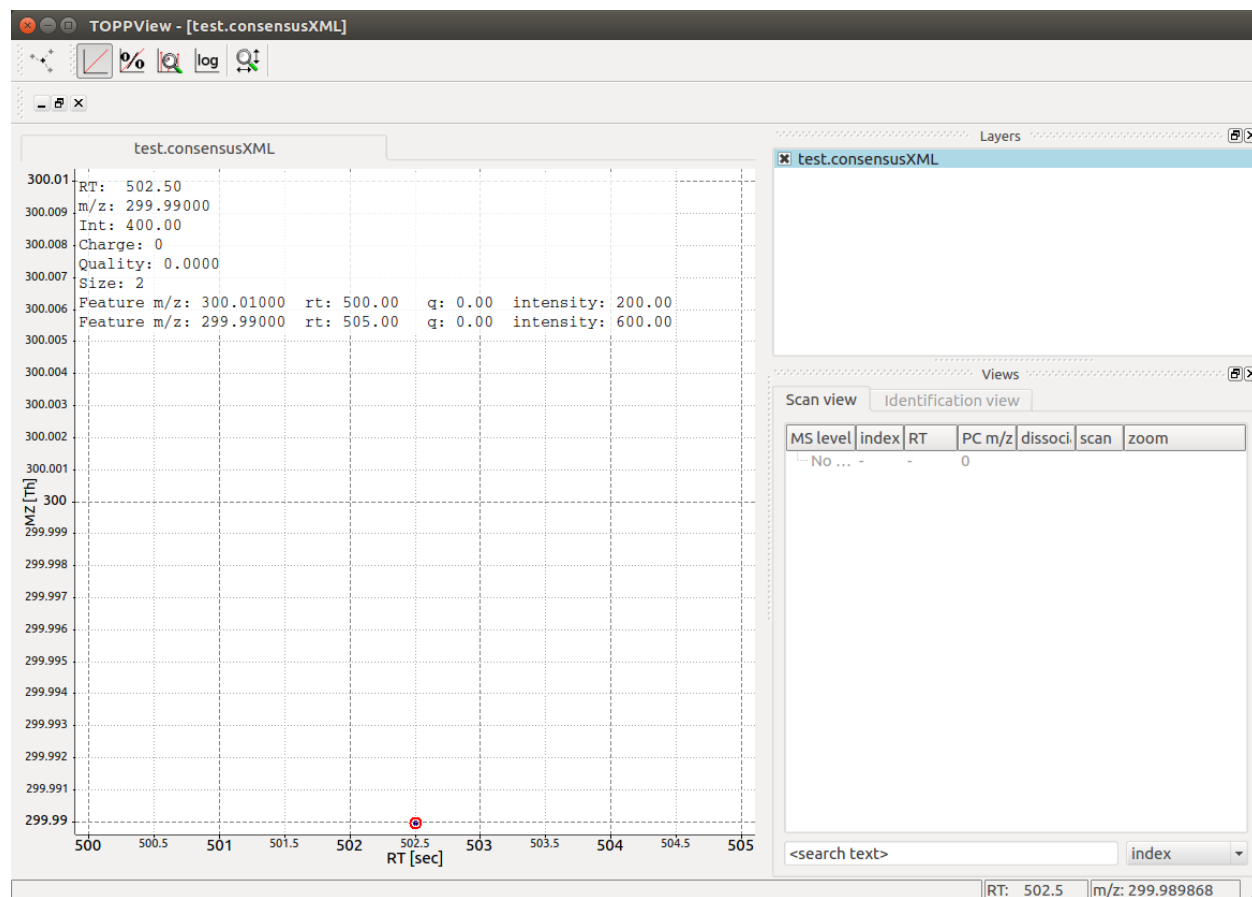 TOPPView - [test.consensusXML]
% log
test.consensusXML
300.01
300.009
300.008
300.007
300.006
300.005
300.004
300.003
300.002
300.001
300
299.999
299.998
299.997
299.996
299.995
299.994
299.993
299.992
299.991
299.99
MZ [Th]
RT: 502.50
m/z: 299.99000
Int: 400.00
Charge: 0
Quality: 0.0000
Size: 2
Feature m/z: 300.01000 rt: 500.00 q: 0.00 intensity: 200.00
Feature m/z: 299.99000 rt: 505.00 q: 0.00 intensity: 600.00
500 500.5 501 501.5 502 502.5 503 503.5 504 504.5 505
RT [sec]
Layers
test.consensusXML
Views
Scan view Identification view
MS level index RT PC m/z dissoci. scan zoom
No ... - - 0
<search text> index
RT: 502.5 m/z: 299.989868